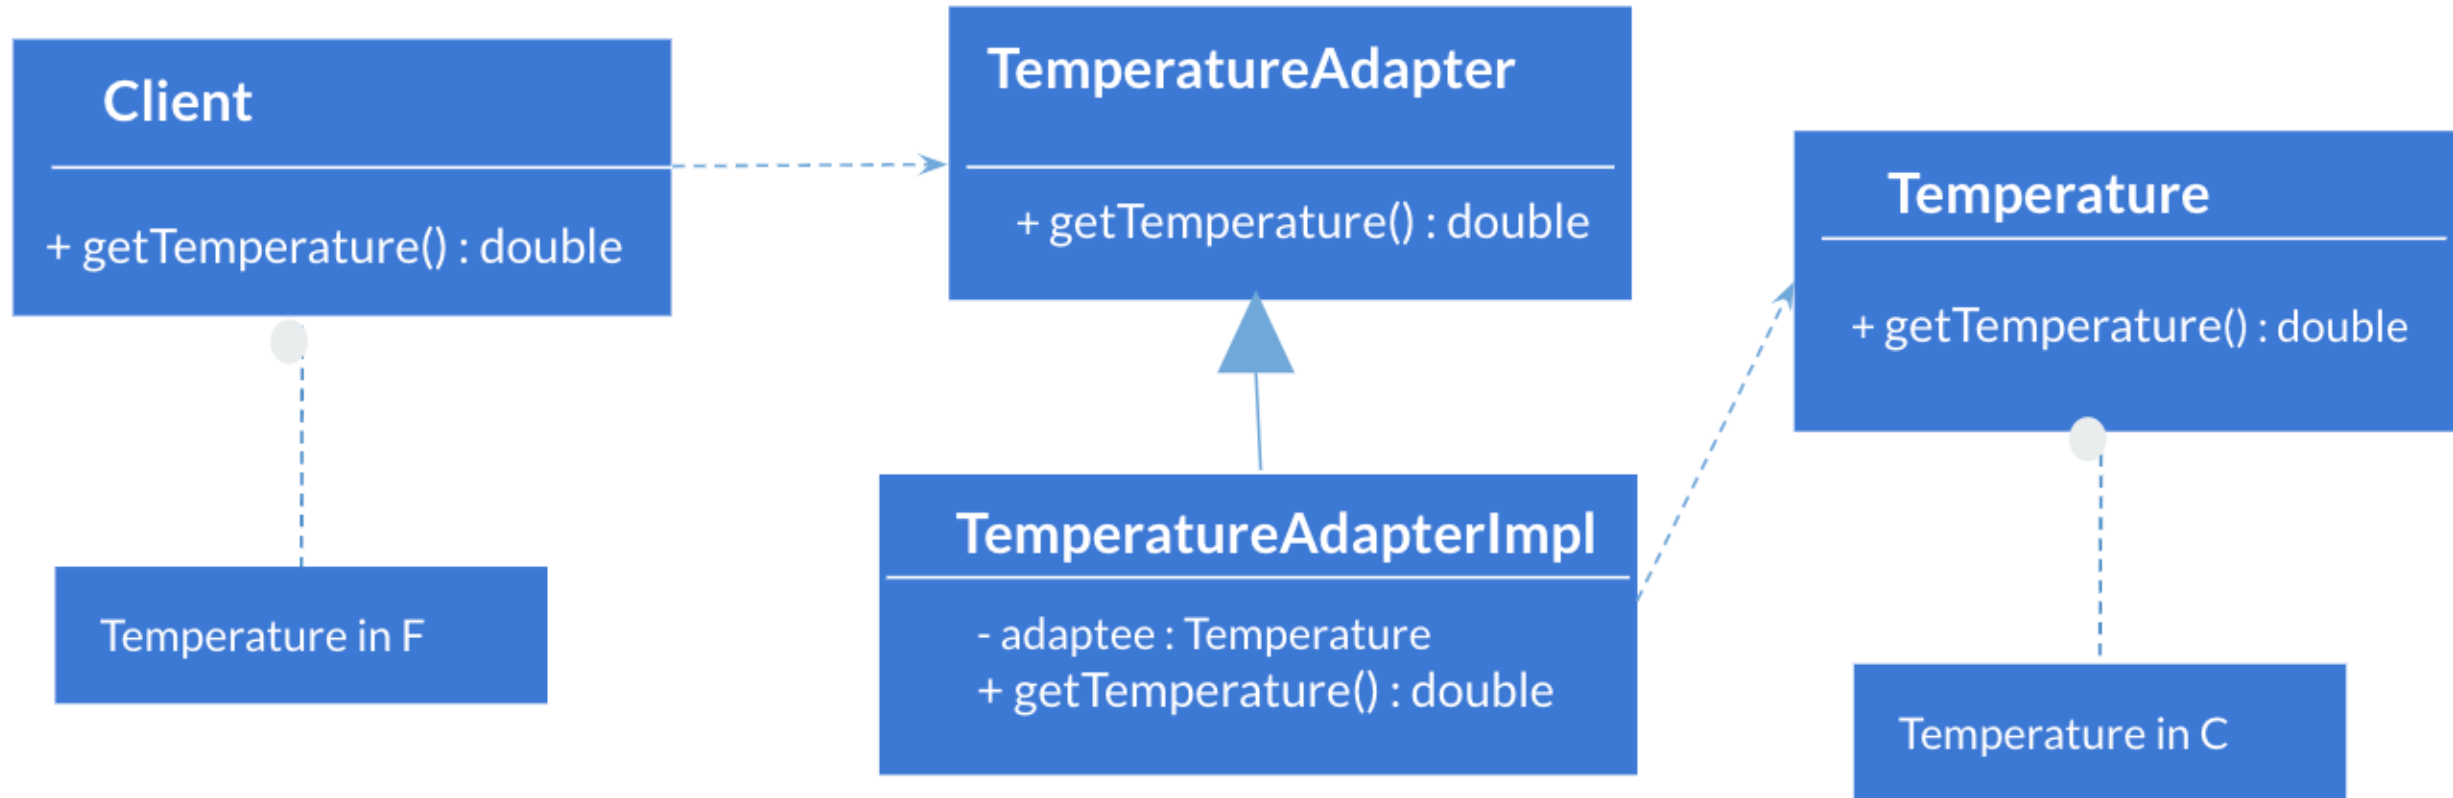 Client
+ getTemperature() : double
Temperature in F
TemperatureAdapter
+ getTemperature() : double
TemperatureAdapterImpl
- adaptee : Temperature
+ getTemperature() : double
Temperature
+ getTemperature() : double
Temperature in C